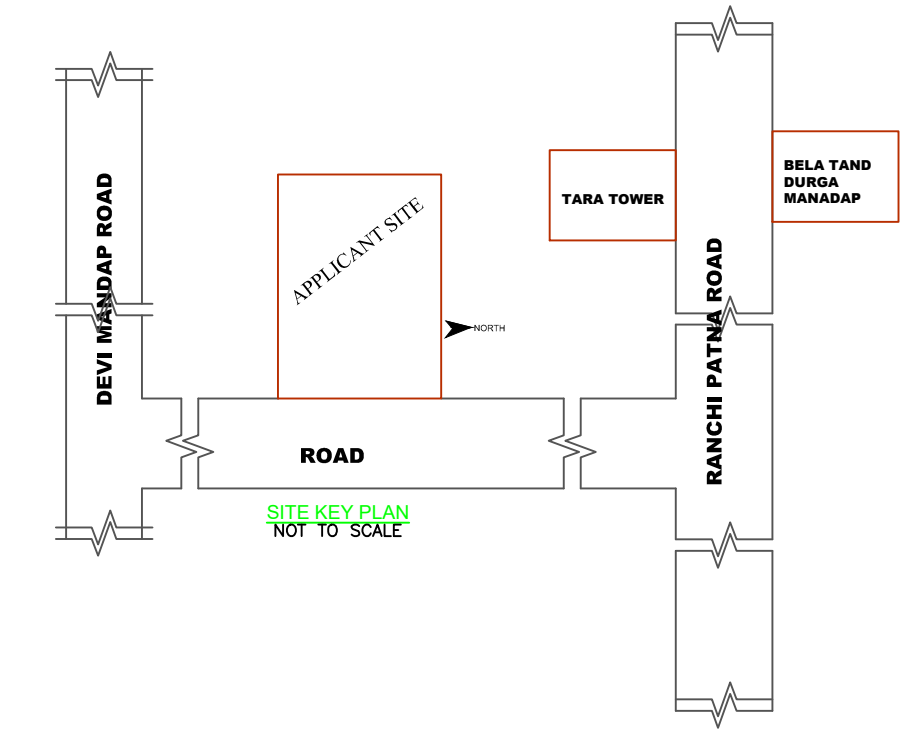 BELA TAND
DURGA
MANADAP
TARA TOWER
APPLICANT SITE
DEVI MANDAP ROAD
RANCHI PATNA ROAD
NORTH
ROAD
SITE KEY PLAN
NOT TO SCALE